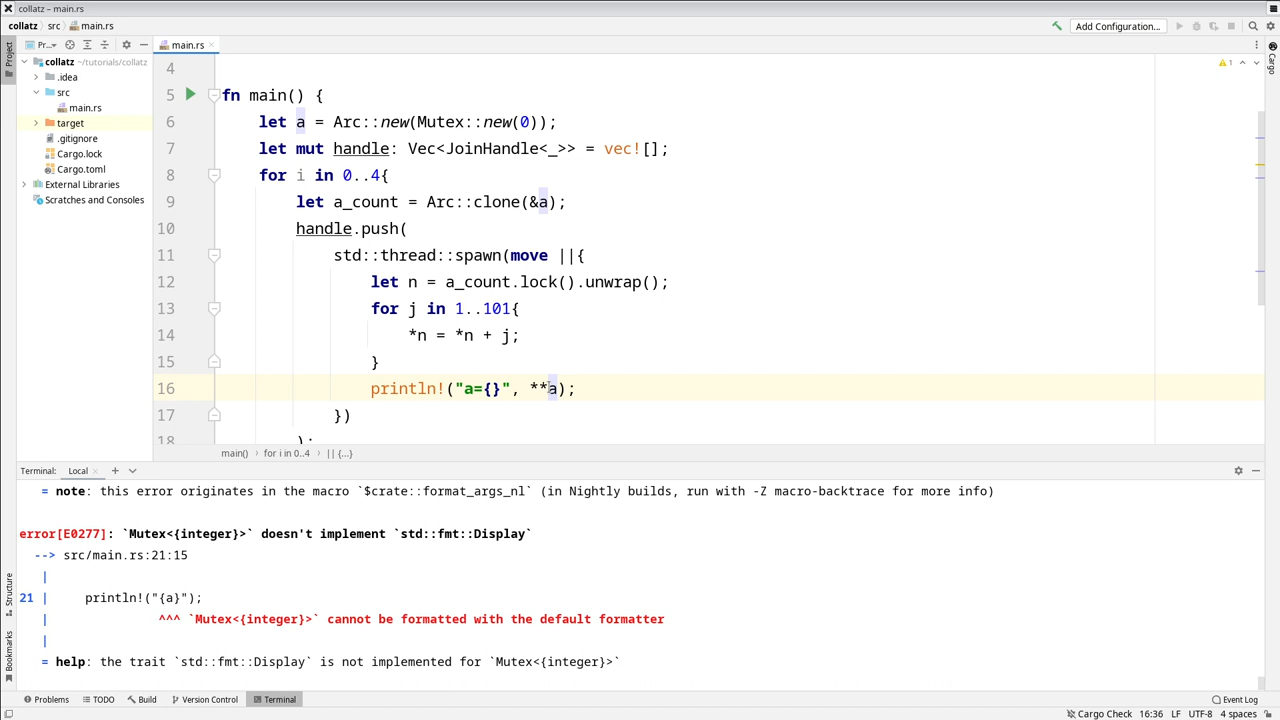 collatz – main.rs
collatz src main.rs Add Configuration...
Project Pr... main.rs Cargo
collatz ~/tutorials/collatz
.idea
src
main.rs
target
.gitignore
Cargo.lock
Cargo.toml
External Libraries
Scratches and Consoles
1
4
5 fn main() {
6 let a = Arc::new(Mutex::new(0));
7 let mut handle: Vec<JoinHandle<_>> = vec![];
8 for i in 0..4{
9 let a_count = Arc::clone(&a);
10 handle.push(
11 std::thread::spawn(move ||{
12 let n = a_count.lock().unwrap();
13 for j in 1..101{
14 *n = *n + j;
15 }
16 println!("a={}", **a);
17 })
18 );
main() for i in 0..4 || {...}
Terminal: Local
= note: this error originates in the macro `$crate::format_args_nl` (in Nightly builds, run with -Z macro-backtrace for more info)
error[E0277]: `Mutex<{integer}>` doesn't implement `std::fmt::Display`
--> src/main.rs:21:15
|
21 | println!("{a}");
| ^^^ `Mutex<{integer}>` cannot be formatted with the default formatter
|
= help: the trait `std::fmt::Display` is not implemented for `Mutex<{integer}>`
Structure
Bookmarks
Problems TODO Build Version Control Terminal Event Log
Cargo Check 16:36 LF UTF-8 4 spaces